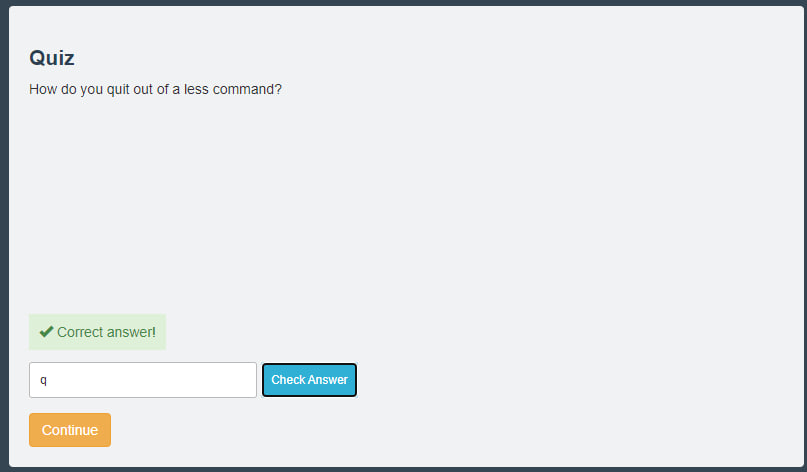 Quiz
How do you quit out of a less command?
Correct answer!
q
Check Answer
Continue